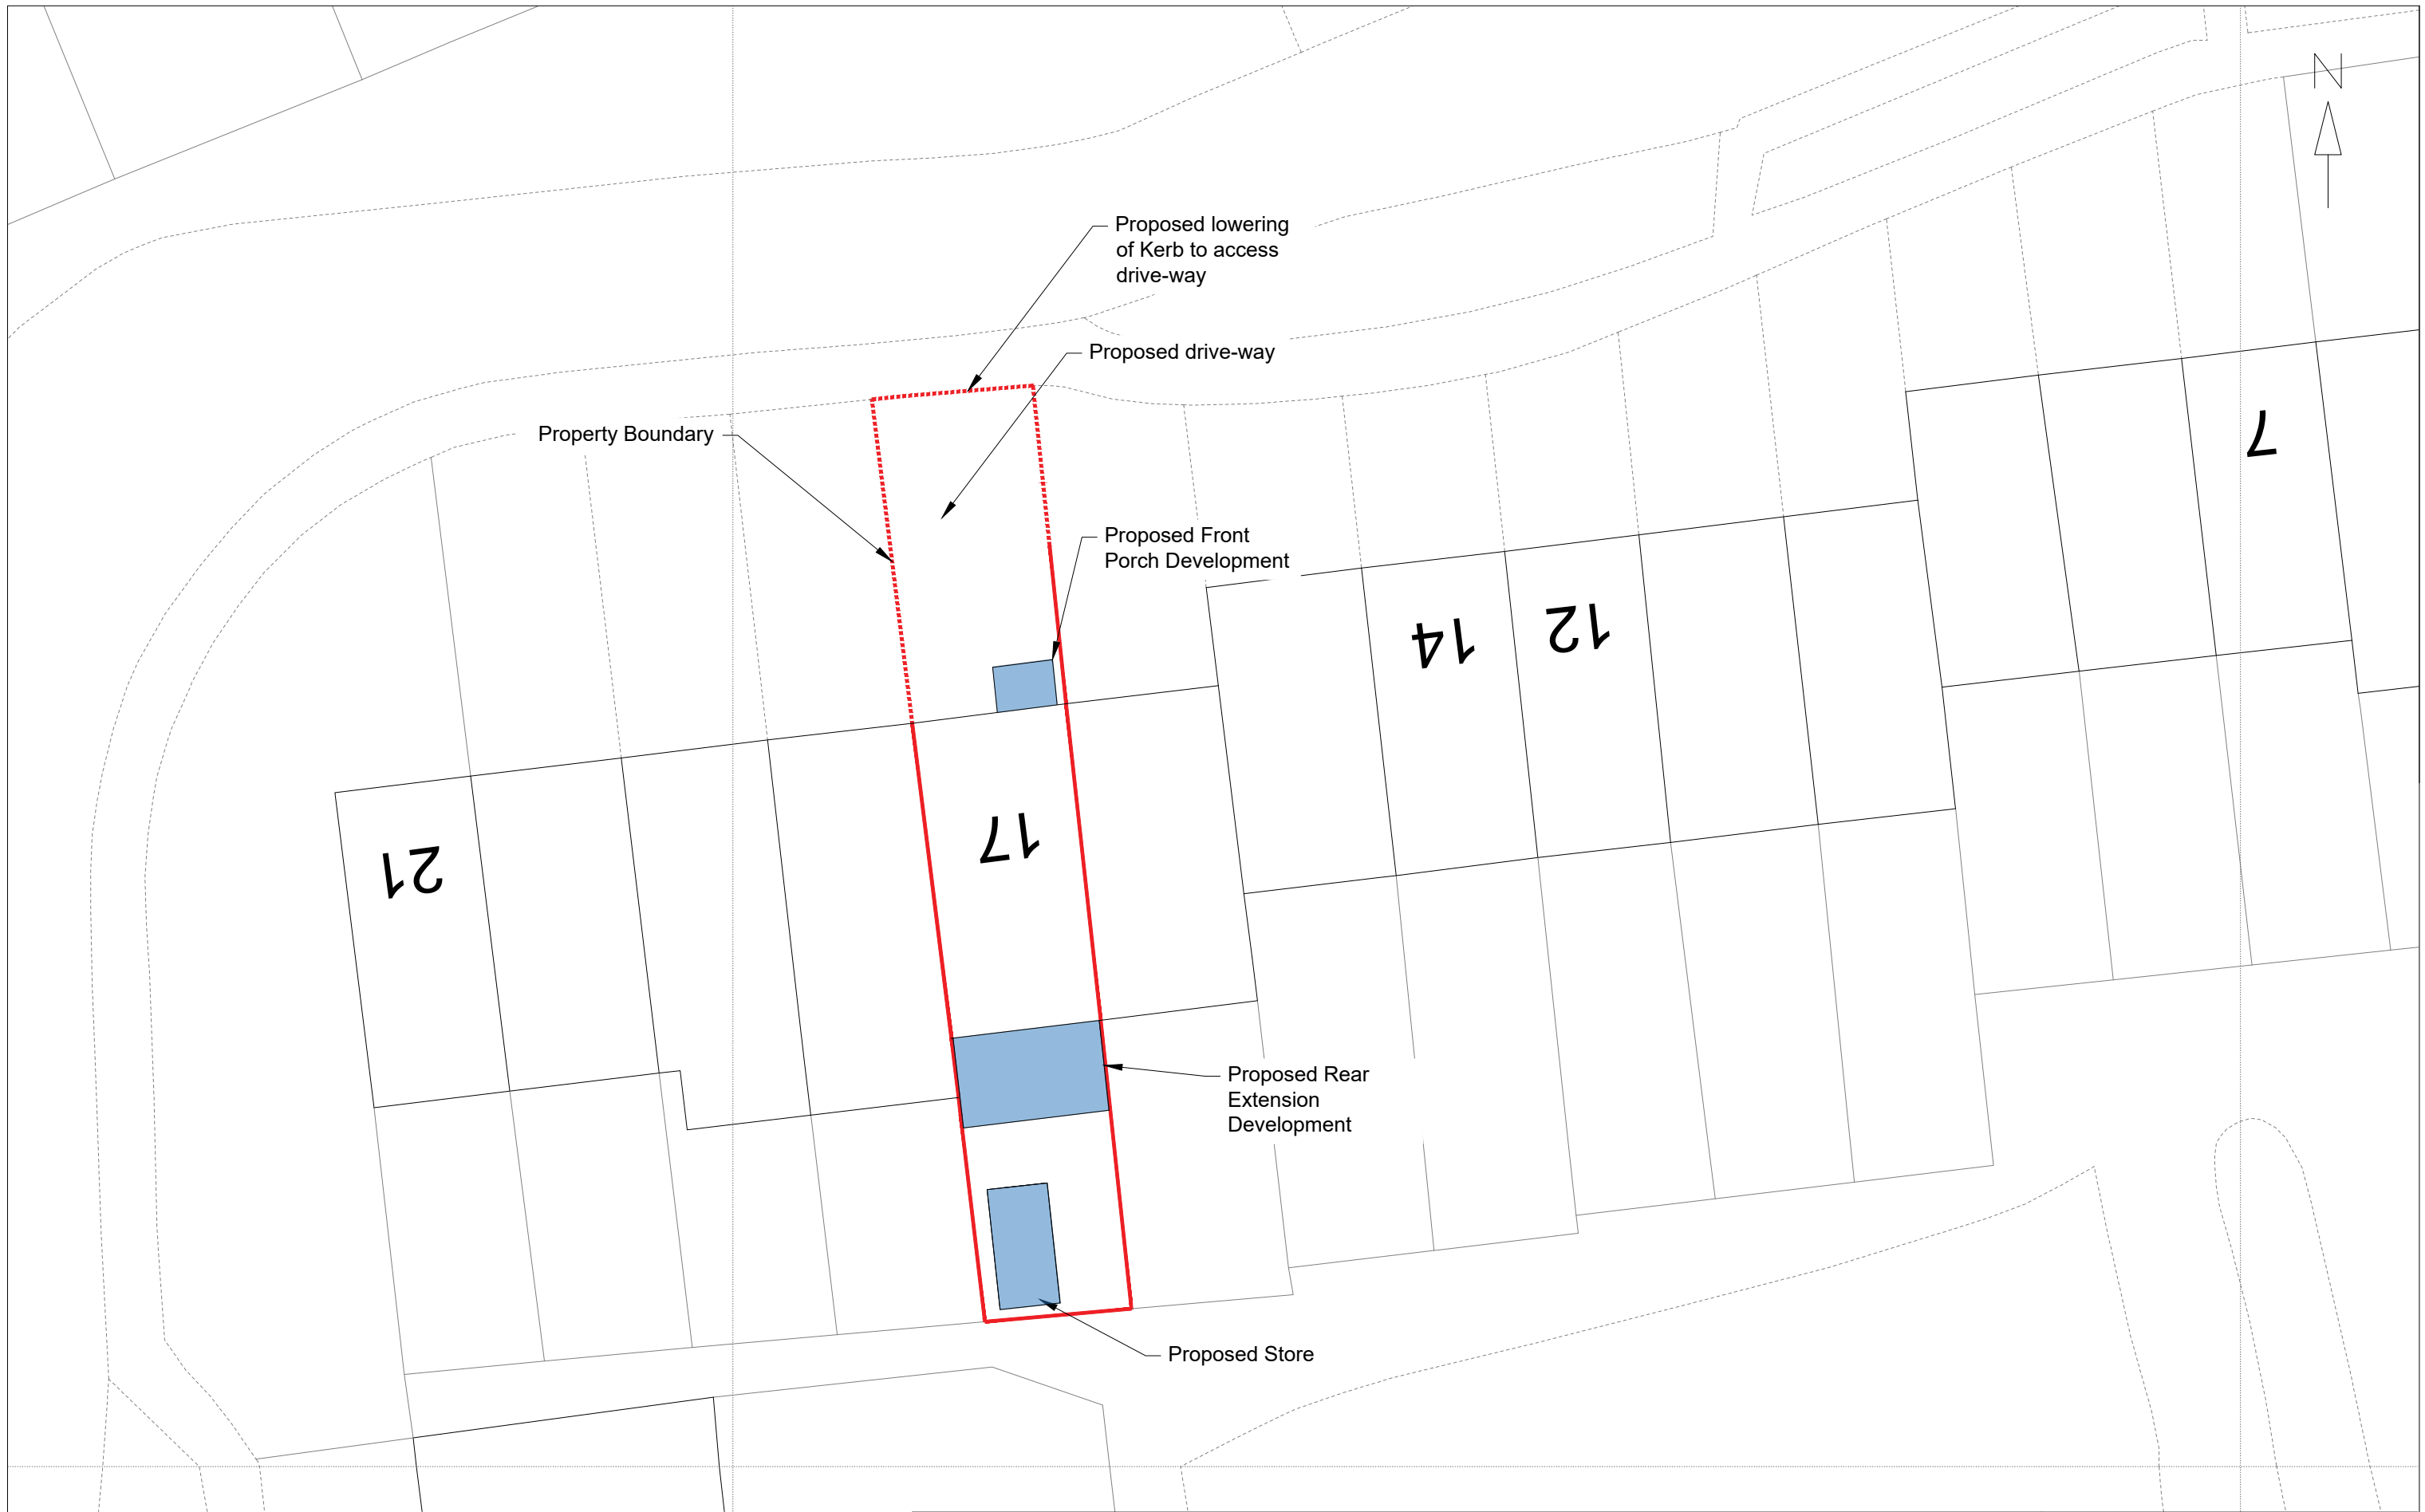 N
Proposed lowering
of Kerb to access
drive-way
Proposed drive-way
Property Boundary
7
Proposed Front
Porch Development
14
12
17
21
Proposed Rear
Extension
Development
Proposed Store